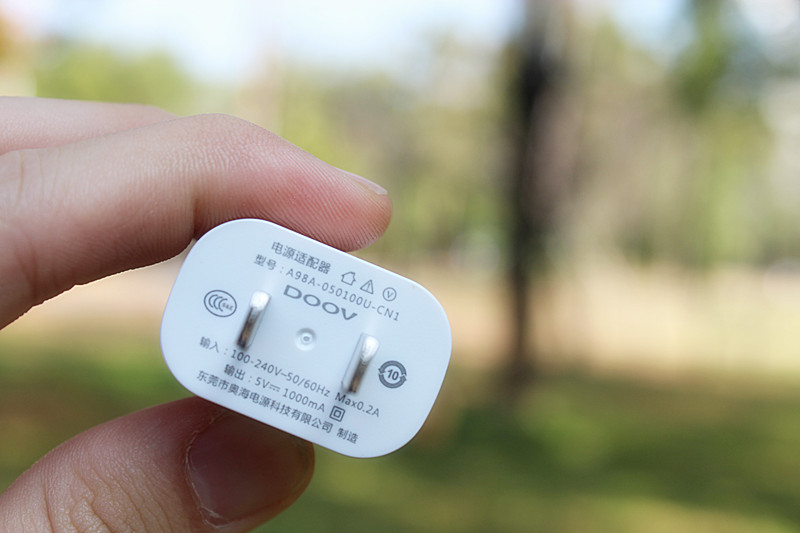 电源适配器
型号：A98A-050100U-CN1
DOOV
10
输入：100-240V~50/60Hz Max0.2A
输出：5V⎓1000mA
东莞市奥海电源科技有限公司 制造